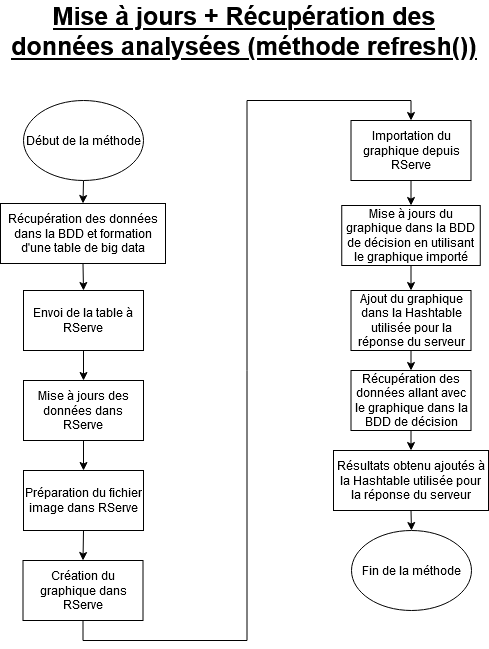 Mise à jours + Récupération des
données analysées (méthode refresh())
Début de la méthode
Récupération des données
dans la BDD et formation
d'une table de big data
Envoi de la table à
RServe
Mise à jours des
données dans
RServe
Préparation du fichier
image dans RServe
Création du
graphique dans
RServe
Importation du
graphique depuis
RServe
Mise à jours du
graphique dans la BDD
de décision en utilisant
le graphique importé
Ajout du graphique
dans la Hashtable
utilisée pour la
réponse du serveur
Récupération des
données allant avec
le graphique dans la
BDD de décision
Résultats obtenu ajoutés à
la Hashtable utilisée pour
la réponse du serveur
Fin de la méthode